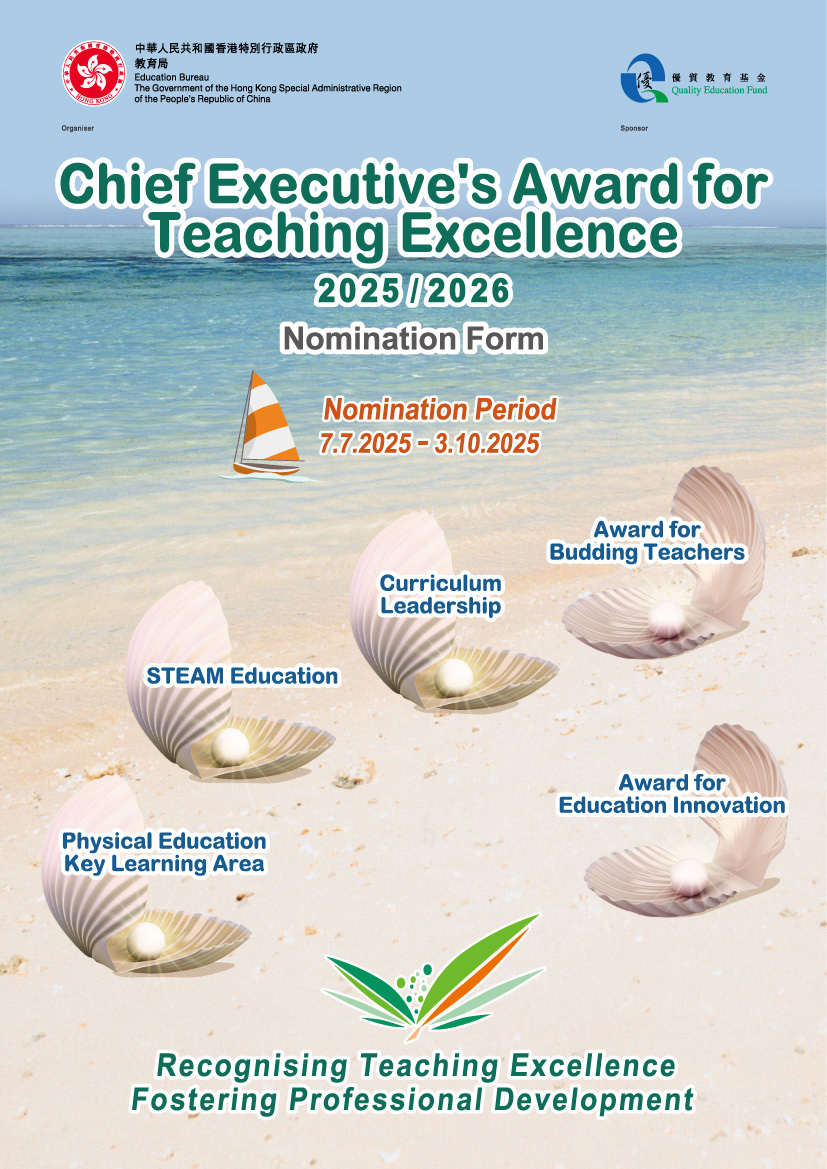 中華人民共和國香港特別行政區政府
教育局
Education Bureau
The Government of the Hong Kong Special Administrative Region
of the People's Republic of China
Organiser
優
優質教育基金
Quality Education Fund
Sponsor
Chief Executive's Award for
Teaching Excellence
2025 / 2026
Nomination Form
Nomination Period
7.7.2025 – 3.10.2025
Award for
Budding Teachers
Curriculum
Leadership
STEAM Education
Award for
Education Innovation
Physical Education
Key Learning Area
Recognising Teaching Excellence
Fostering Professional Development